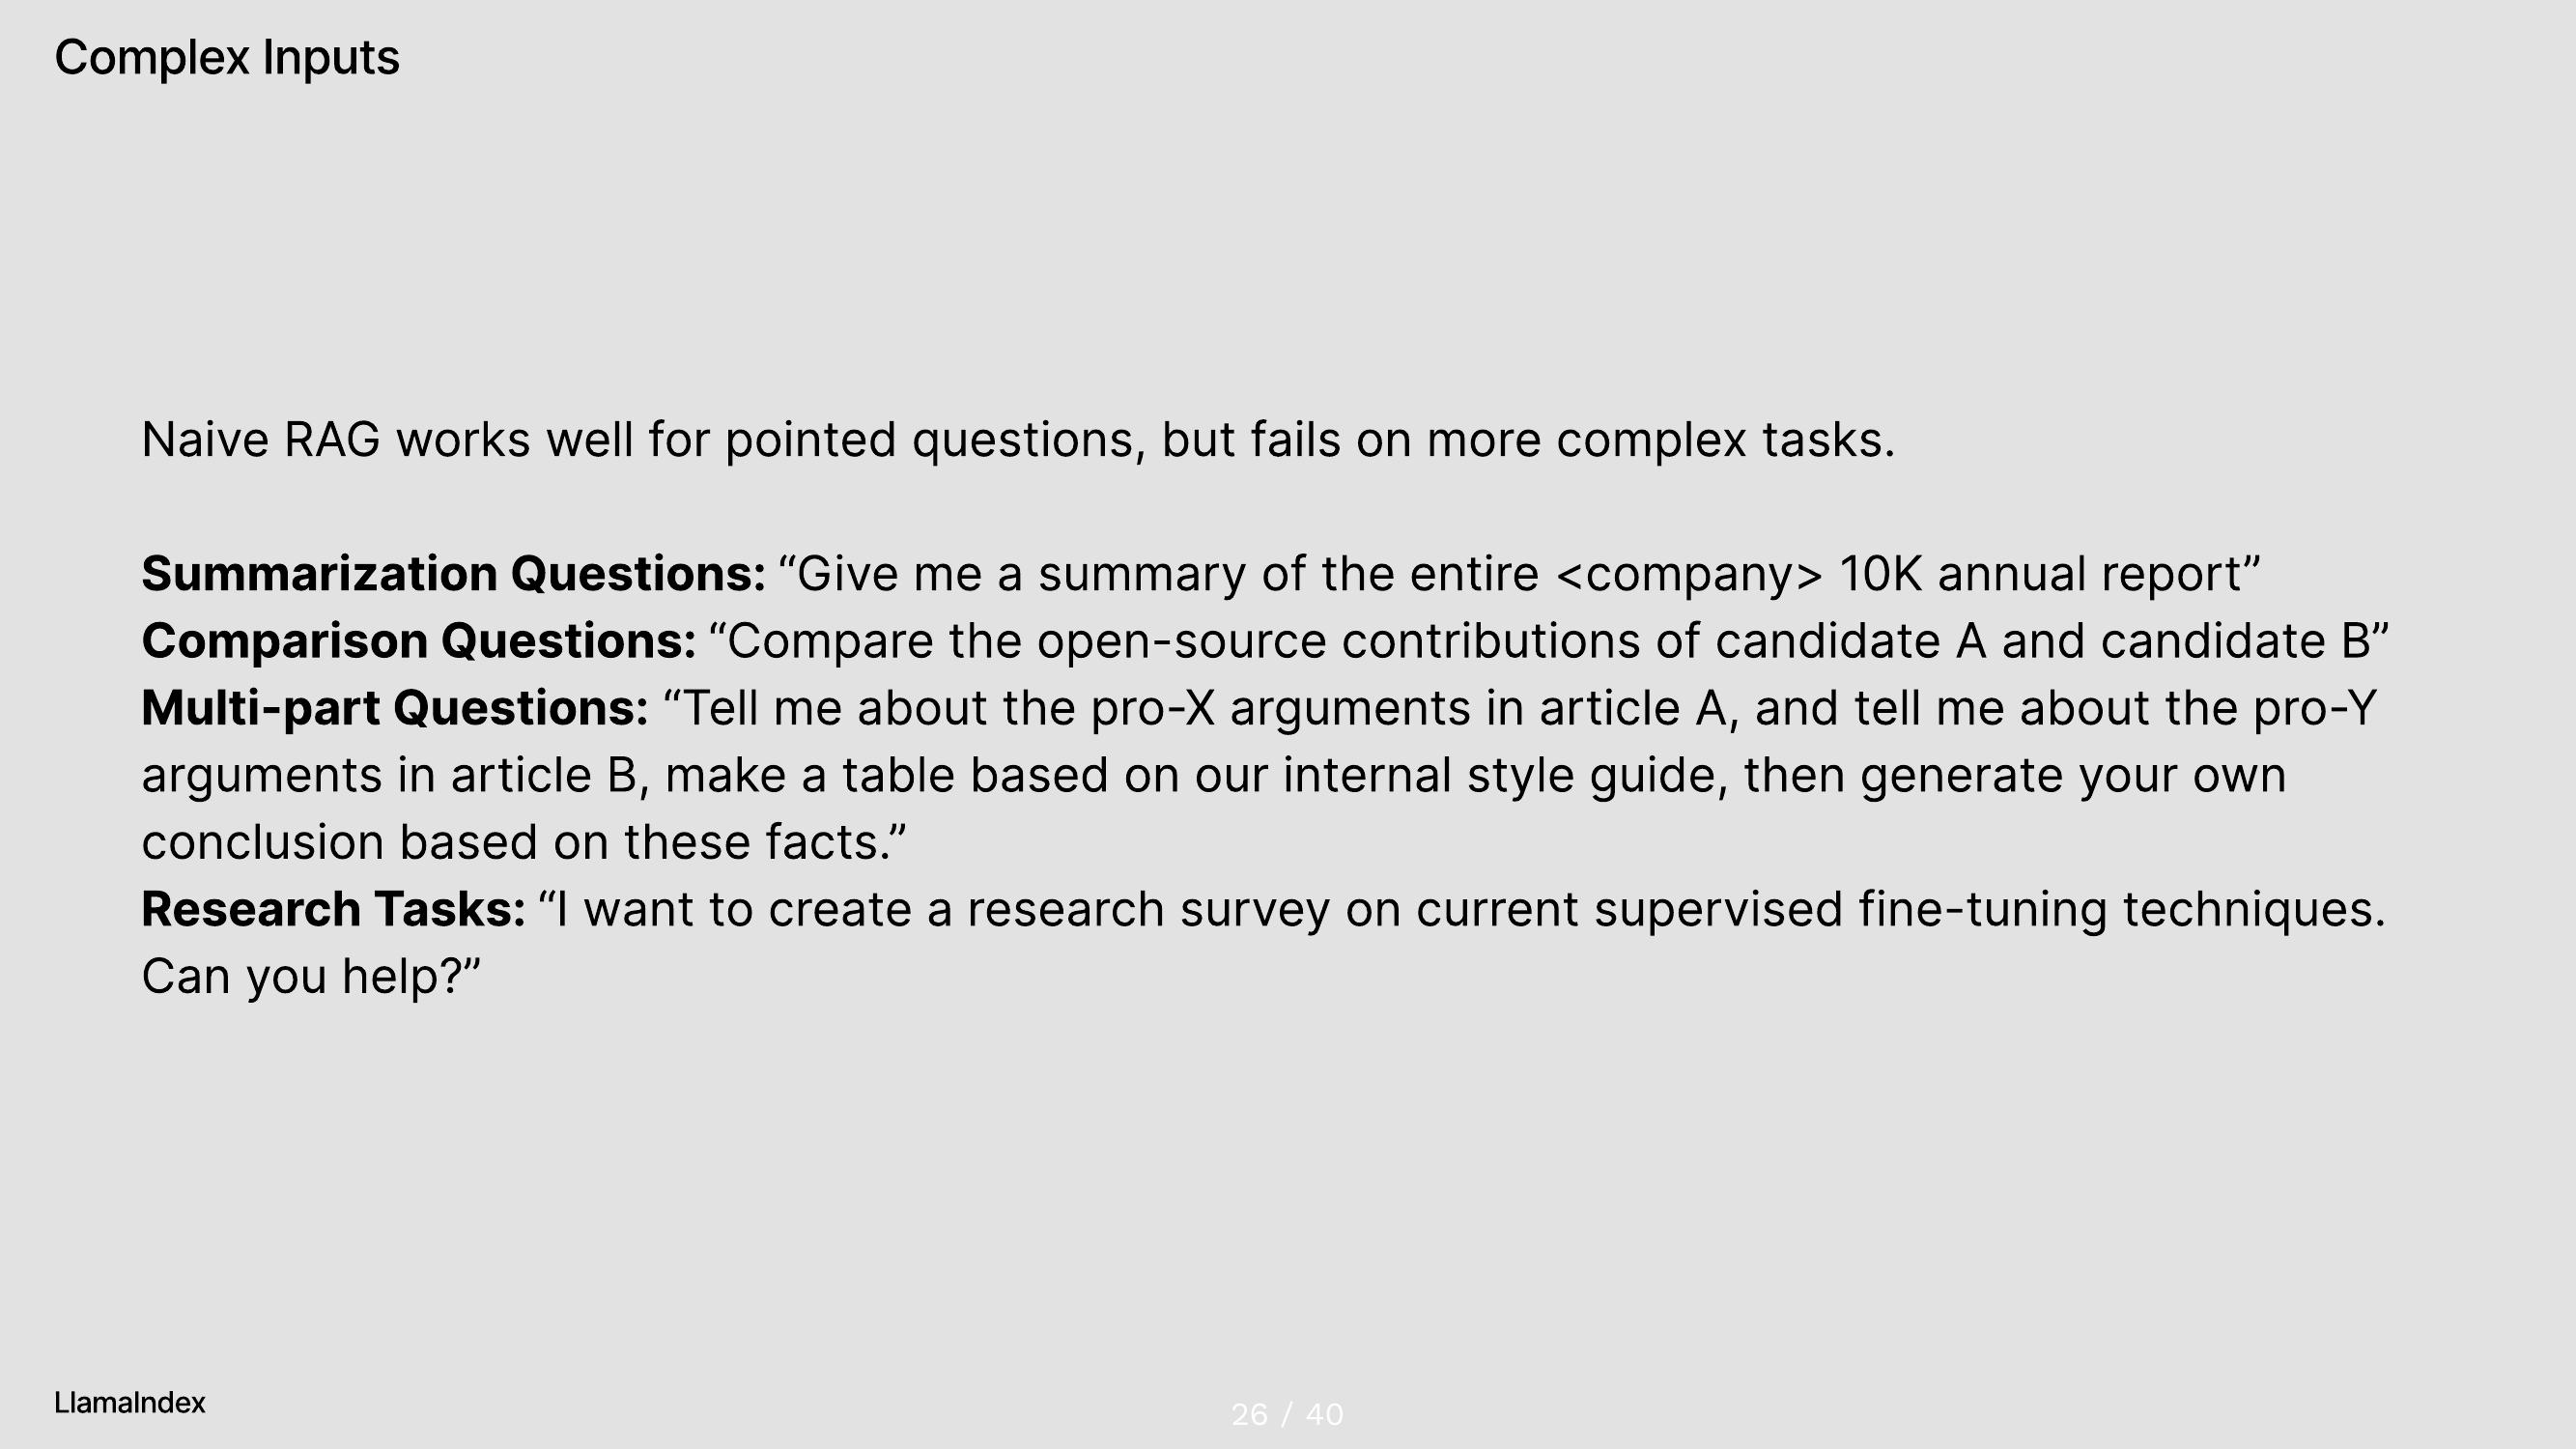 Complex Inputs
Naive RAG works well for pointed questions, but fails on more complex tasks.
Summarization Questions: “Give me a summary of the entire <company> 10K annual report”
Comparison Questions: “Compare the open-source contributions of candidate A and candidate B”
Multi-part Questions: “Tell me about the pro-X arguments in article A, and tell me about the pro-Y
arguments in article B, make a table based on our internal style guide, then generate your own
conclusion based on these facts.”
Research Tasks: “I want to create a research survey on current supervised fine-tuning techniques.
Can you help?”
LlamaIndex
26 / 40